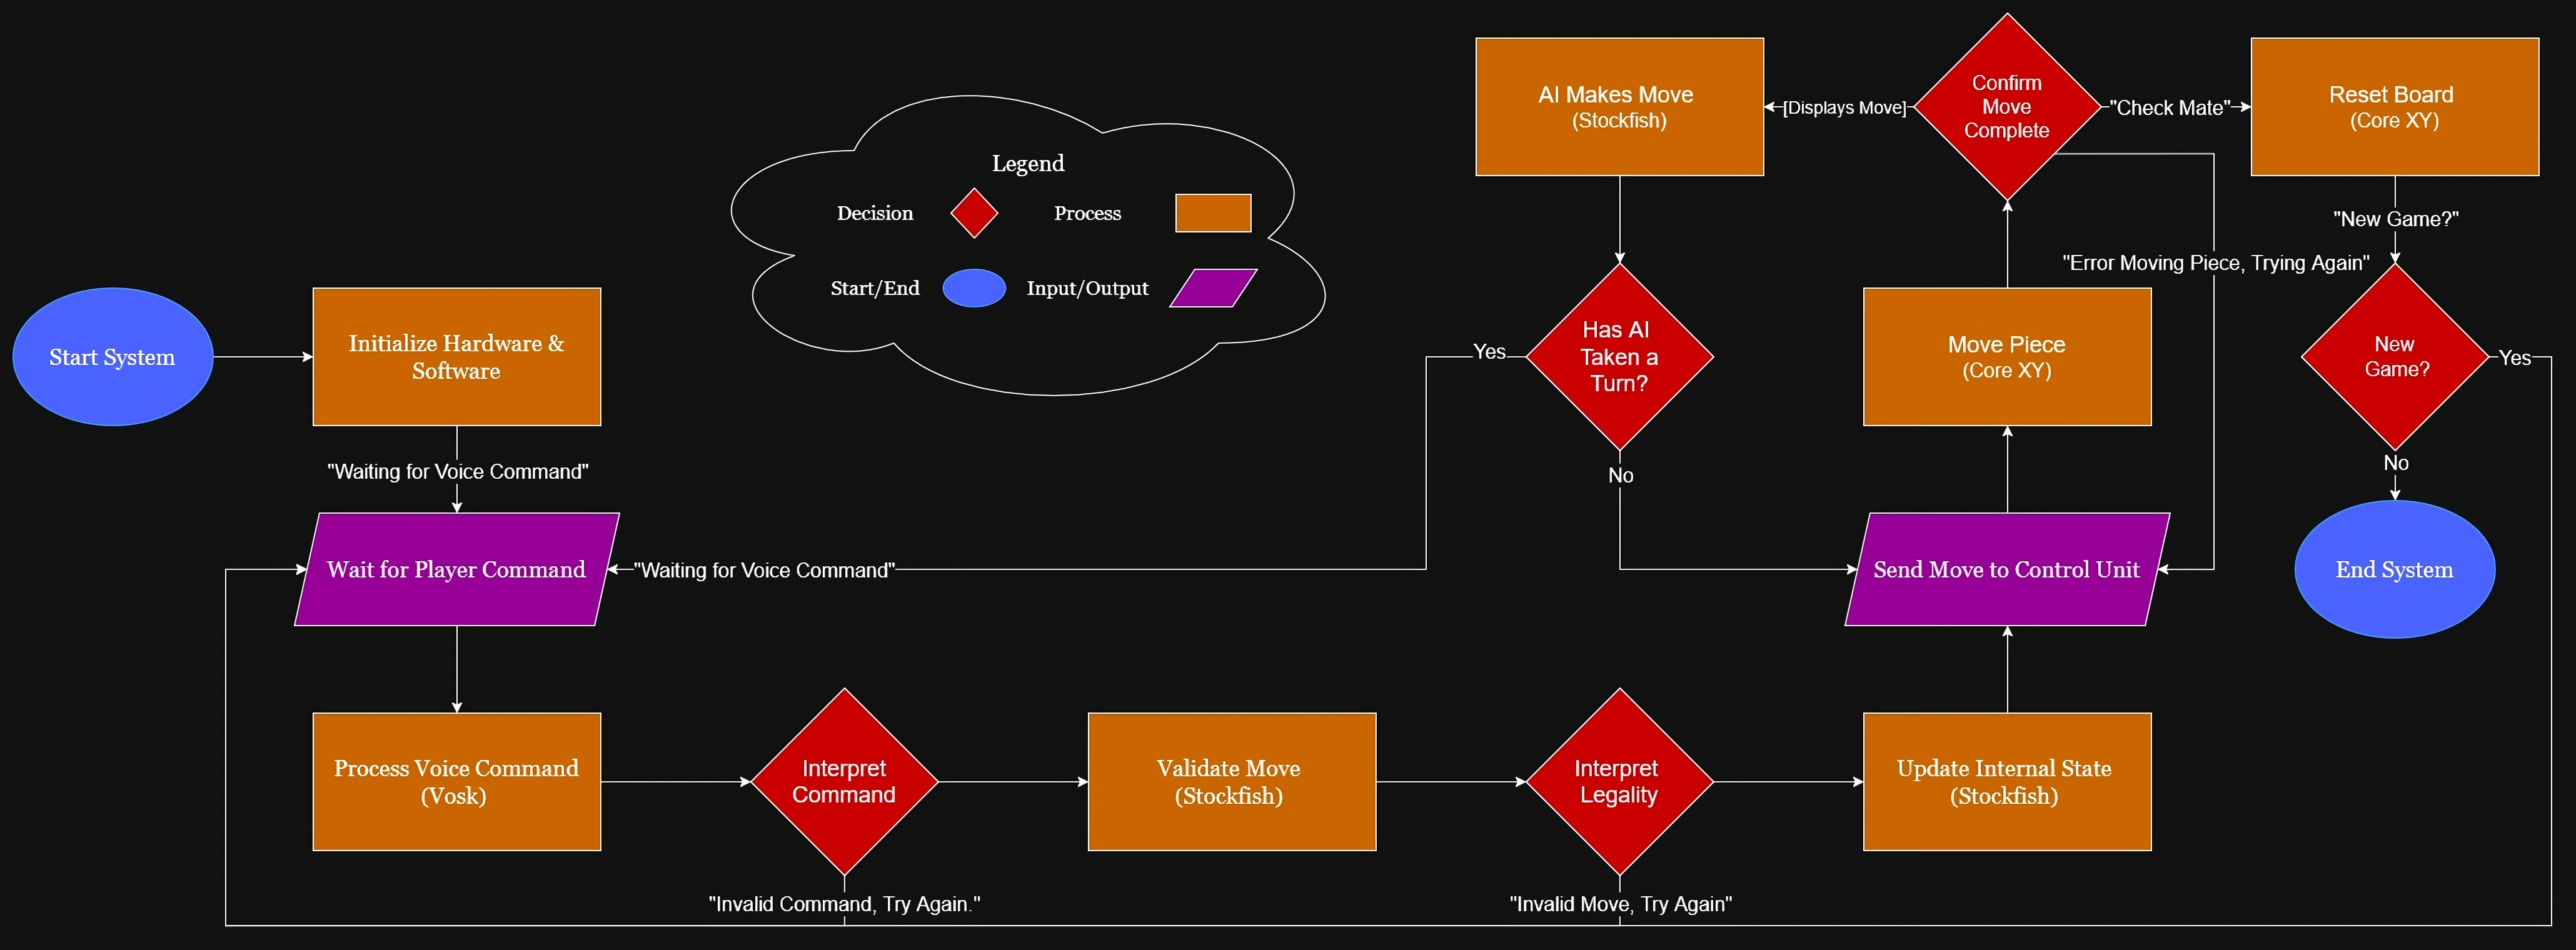 AI Makes Move
(Stockfish)
[Displays Move]
Confirm
Move
Complete
"Check Mate"
Reset Board
(Core XY)
Legend
Decision
Process
Start/End
Input/Output
"New Game?"
"Error Moving Piece, Trying Again"
Start System
Initialize Hardware &
Software
Yes
Has AI
Taken a
Turn?
Move Piece
(Core XY)
New
Game?
Yes
"Waiting for Voice Command"
No
No
Wait for Player Command
"Waiting for Voice Command"
Send Move to Control Unit
End System
Process Voice Command
(Vosk)
Interpret
Command
Validate Move
(Stockfish)
Interpret
Legality
Update Internal State
(Stockfish)
"Invalid Command, Try Again."
"Invalid Move, Try Again"